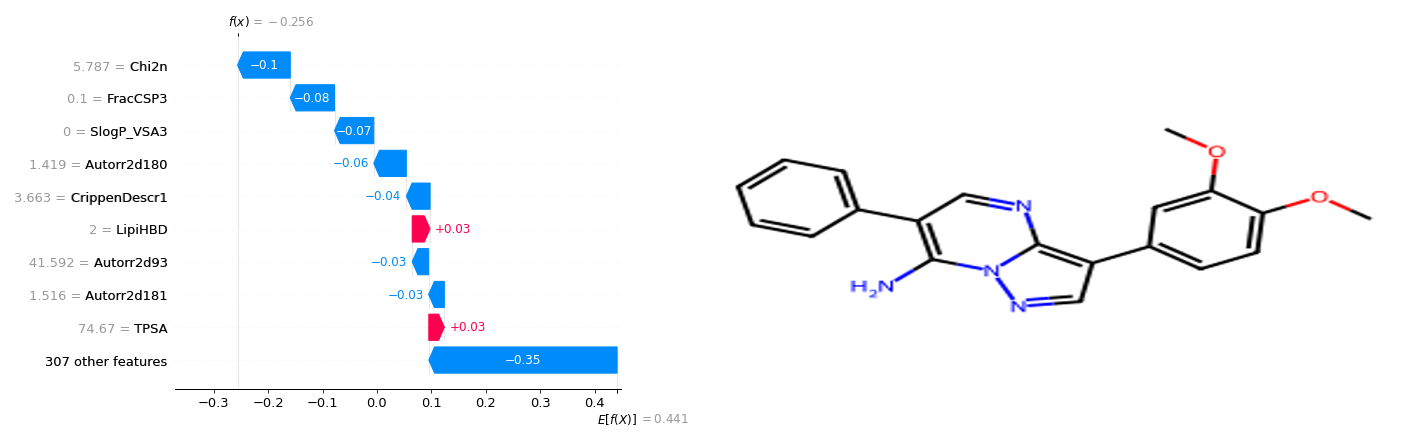 f(x) = −0.256
5.787 = Chi2n
−0.1
0.1 = FracCSP3
−0.08
0 = SlogP_VSA3
−0.07
1.419 = Autorr2d180
−0.06
3.663 = CrippenDescr1
−0.04
2 = LipiHBD
+0.03
41.592 = Autorr2d93
−0.03
1.516 = Autorr2d181
−0.03
74.67 = TPSA
+0.03
307 other features
−0.35
−0.3 −0.2 −0.1 0.0 0.1 0.2 0.3 0.4
E[f(X)] = 0.441
O
O
N
N
H2N
N